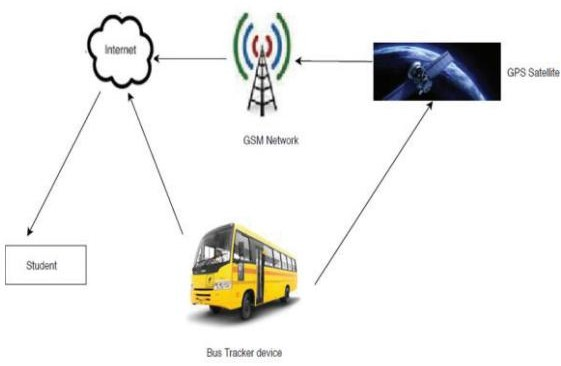 Internet
GPS Satellite
GSM Network
Student
Bus Tracker device